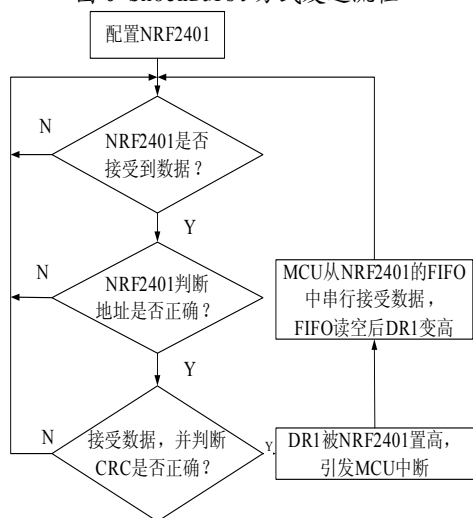 配置NRF2401
N
NRF2401是否
接受到数据？
Y
N
NRF2401判断
地址是否正确？
MCU从NRF2401的FIFO
中串行接受数据，
FIFO读空后DR1变高
Y
N
接受数据，并判断
CRC是否正确？
Y
DR1被NRF2401置高，
引发MCU中断